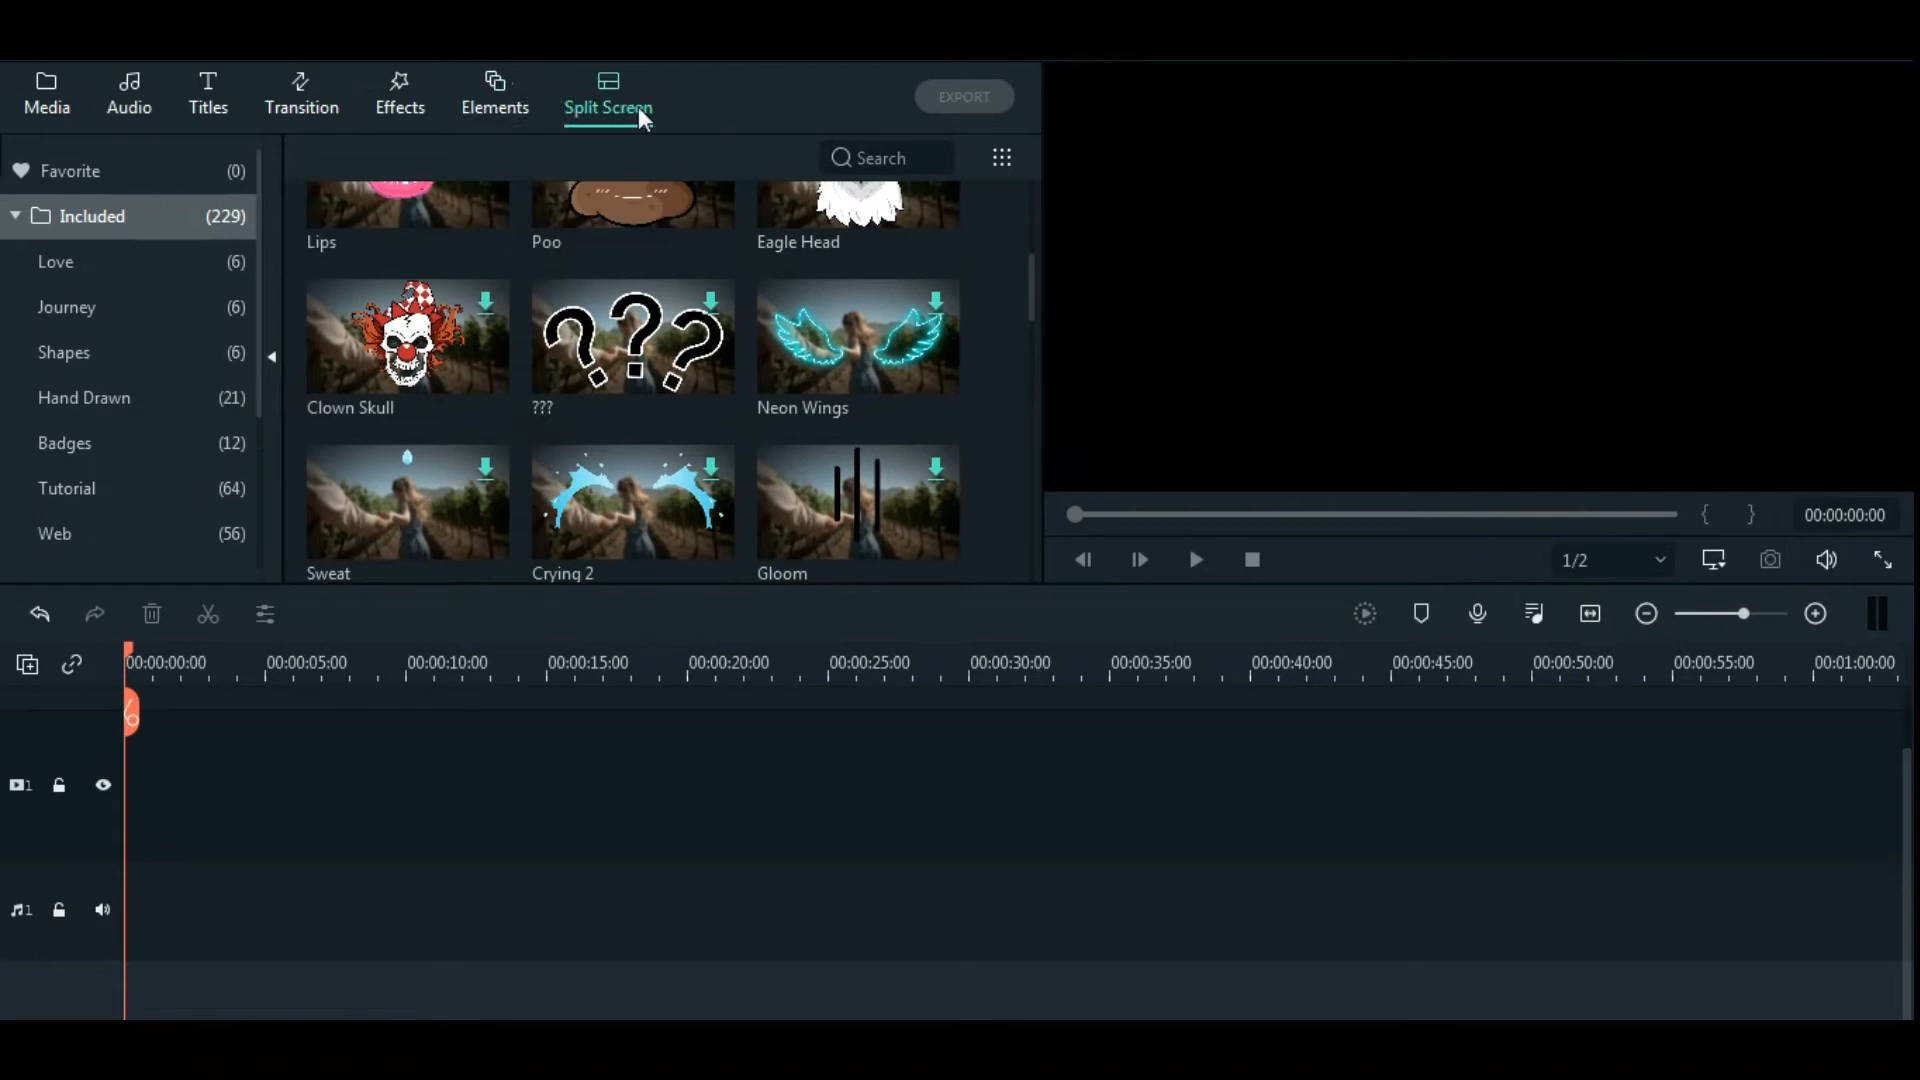 Media Audio Titles Transition Effects Elements Split Screen EXPORT
Search
Favorite (0)
Included (229)
Love (6)
Journey (6)
Shapes (6)
Hand Drawn (21)
Badges (12)
Tutorial (64)
Web (56)
Lips Poo Eagle Head
???
Clown Skull ??? Neon Wings
Sweat Crying 2 Gloom
{ } 00:00:00:00
1/2
00:00:00:00 00:00:05:00 00:00:10:00 00:00:15:00 00:00:20:00 00:00:25:00 00:00:30:00 00:00:35:00 00:00:40:00 00:00:45:00 00:00:50:00 00:00:55:00 00:01:00:00
1
1